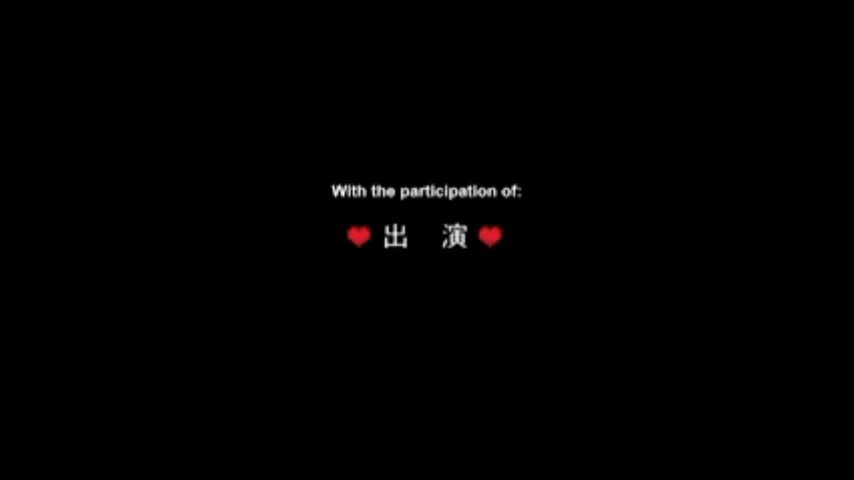 With the participation of:
❤ 出 演 ❤